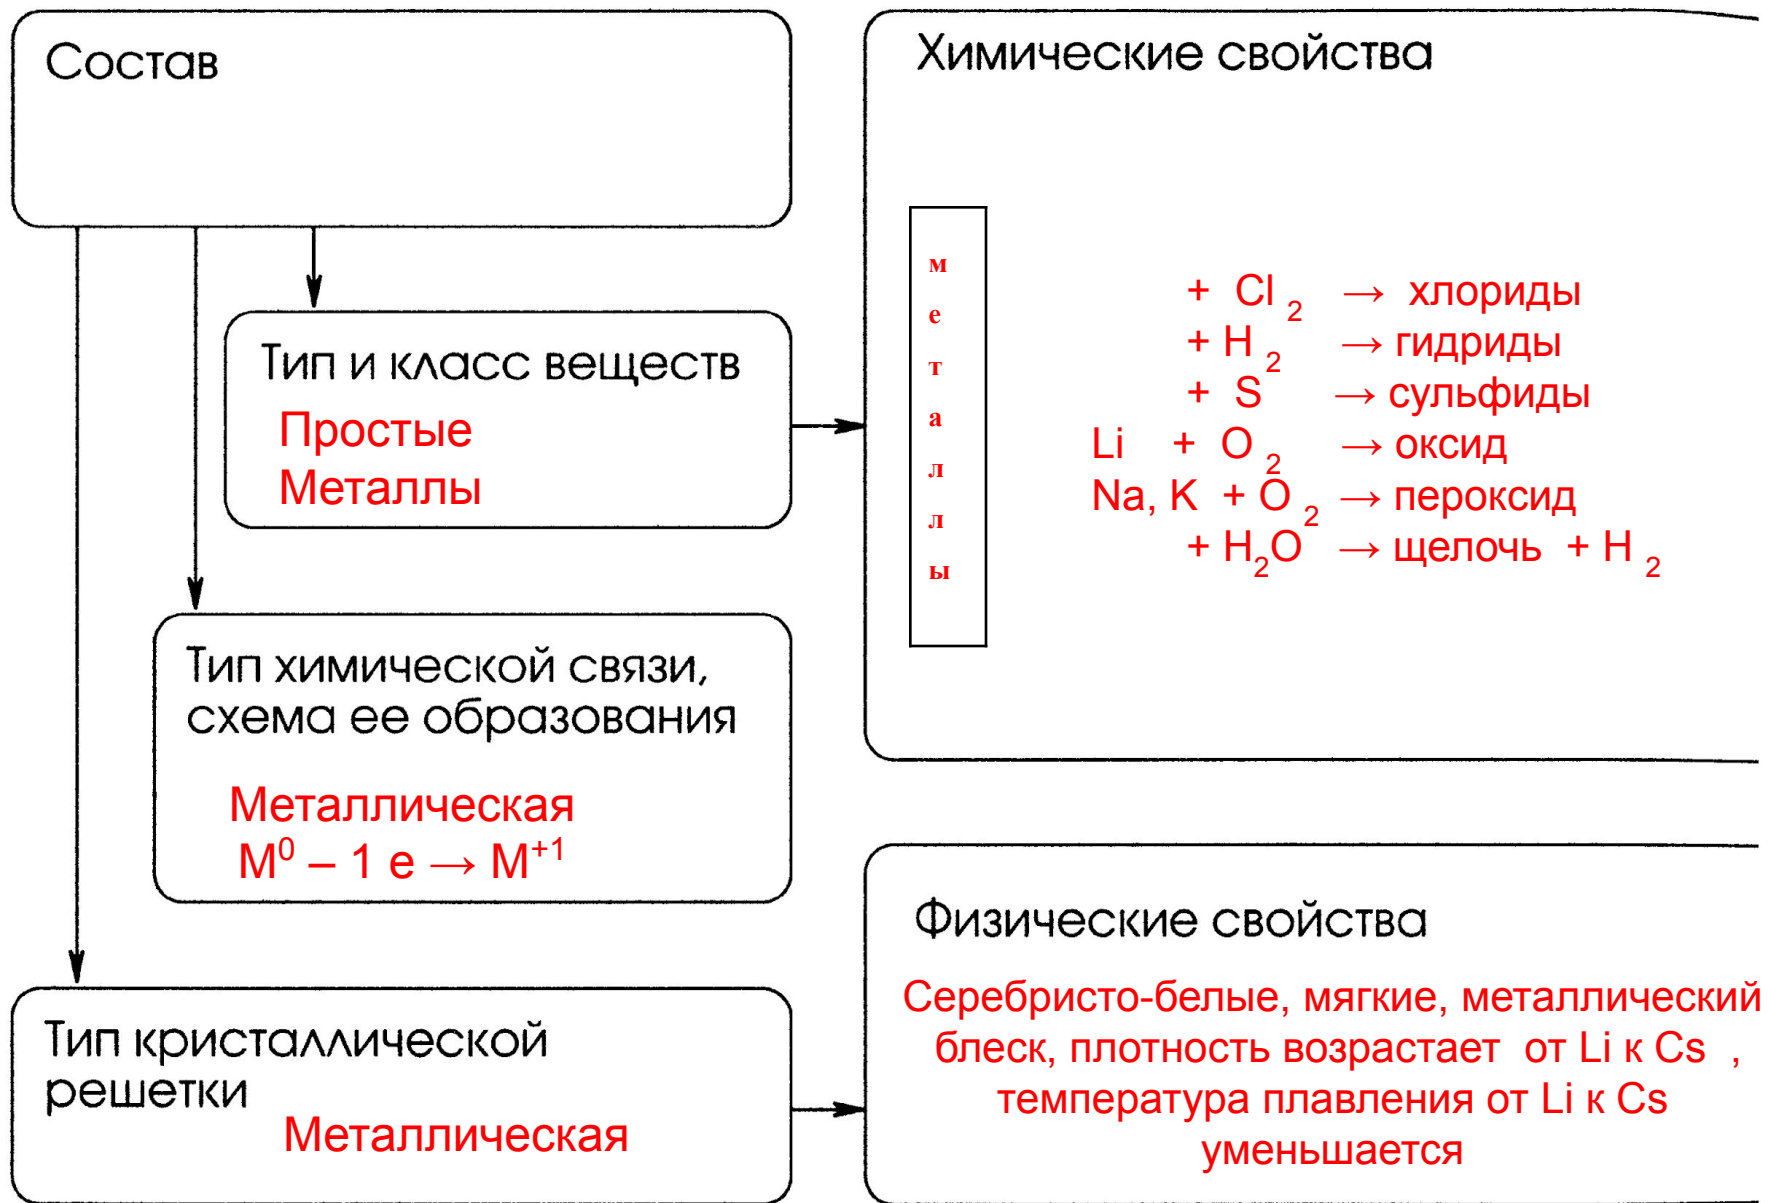 Состав
Тип и класс веществ
Простые
Металлы
Тип химической связи,
схема ее образования
Металлическая
M⁰ – 1 e → M⁺¹
Тип кристаллической
решетки
Металлическая
Химические свойства
металлы
+ Cl ₂ → хлориды
+ H ₂ → гидриды
+ S → сульфиды
Li + O ₂ → оксид
Na, K + O ₂ → пероксид
+ H₂O → щелочь + H ₂
Физические свойства
Серебристо-белые, мягкие, металлический
блеск, плотность возрастает от Li к Cs ,
температура плавления от Li к Cs
уменьшается